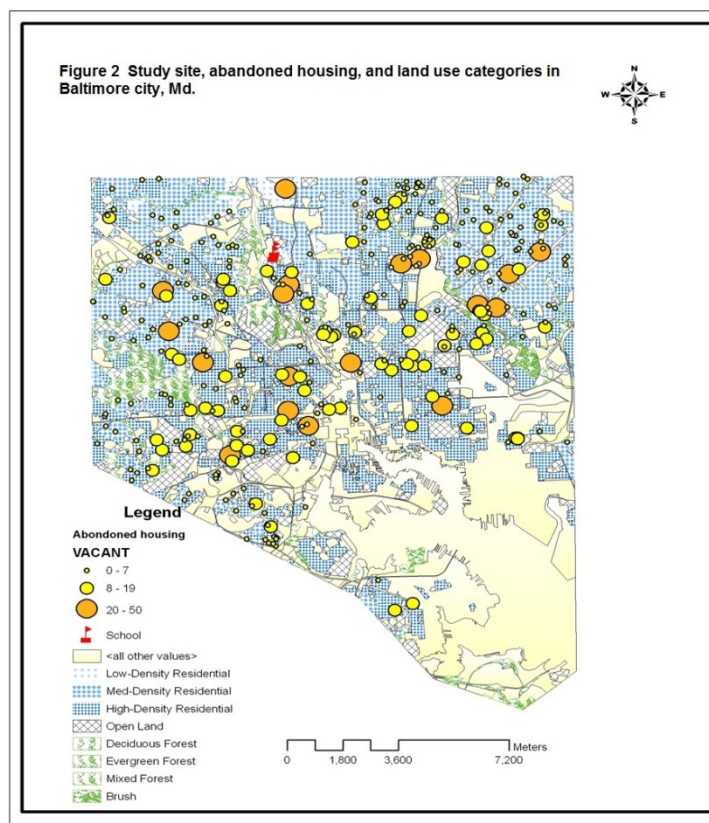 Figure 2 Study site, abandoned housing, and land use categories in
Baltimore city, Md.
N
W E
S
Legend
Abondoned housing
VACANT
0 - 7
8 - 19
20 - 50
School
<all other values>
Low-Density Residential
Med-Density Residential
High-Density Residential
Open Land
Deciduous Forest
Evergreen Forest
Mixed Forest
Brush
Meters
0 1,800 3,600 7,200